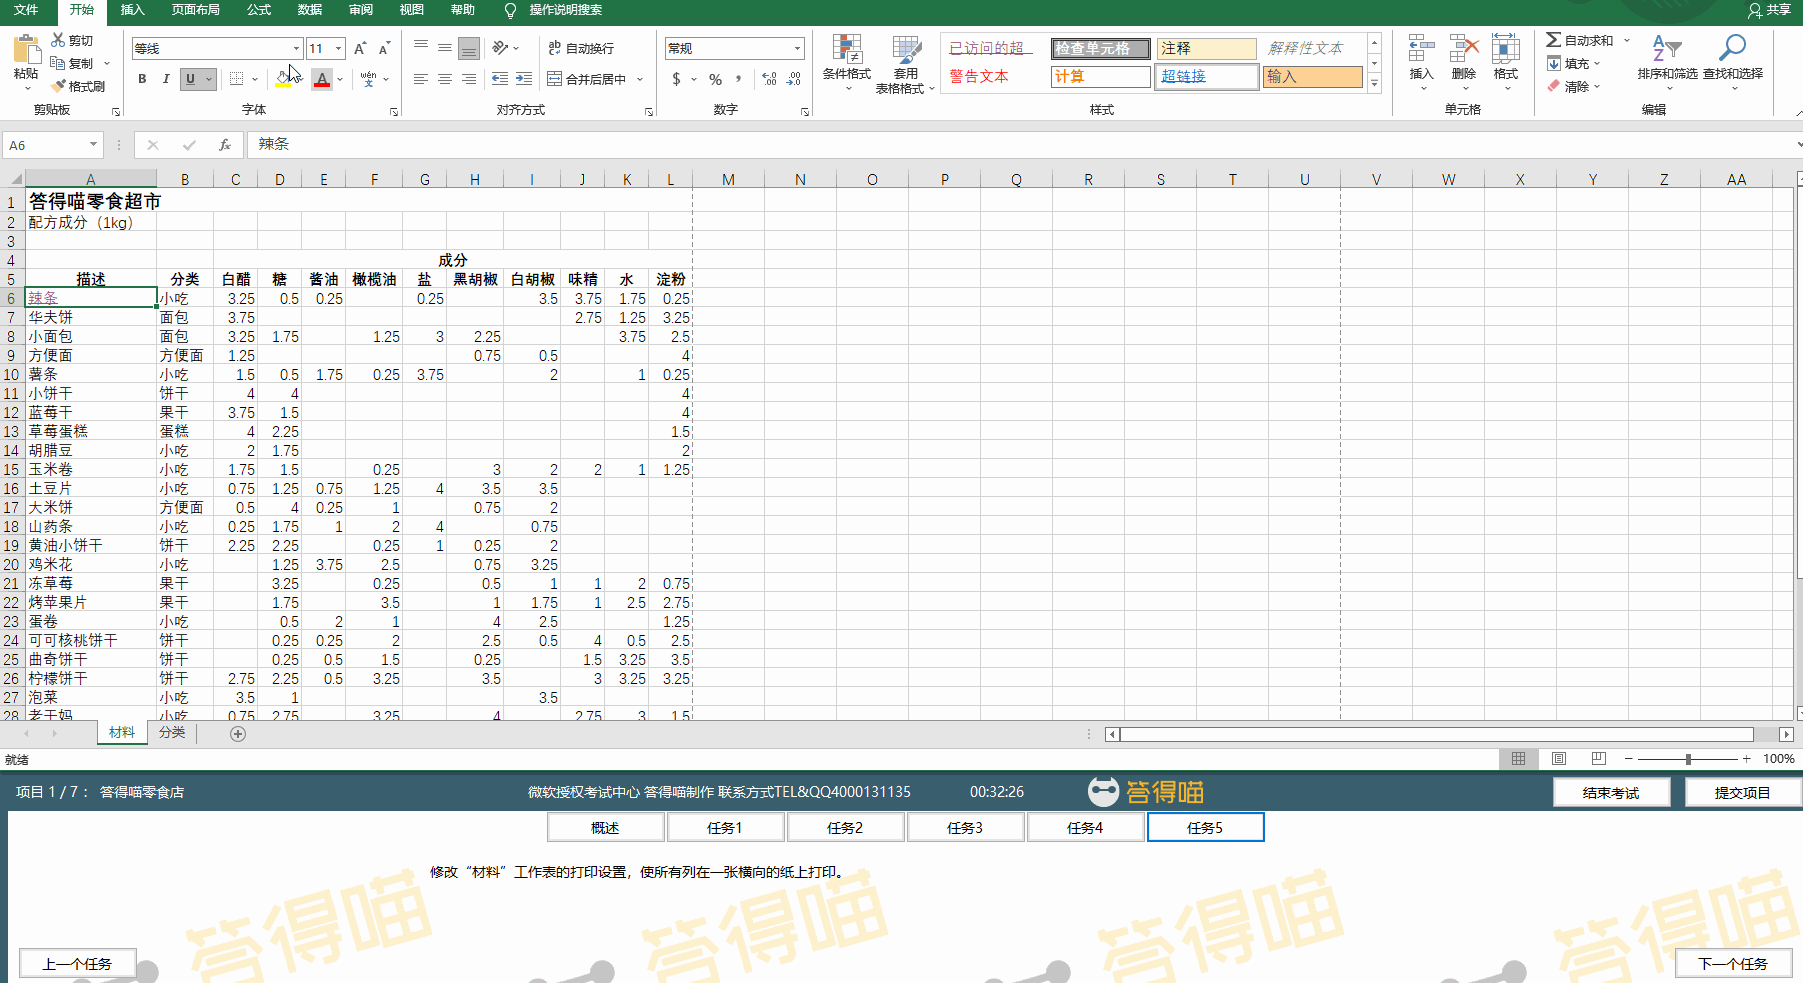 文件 开始 插入 页面布局 公式 数据 审阅 视图 帮助 操作说明搜索 共享
粘贴 剪切 复制 格式刷 剪贴板
等线 11 A A B I U A wén 文 字体
ab 自动换行 合并后居中 对齐方式
常规 $ % , .00 .0 数字
条件格式 套用 表格格式
已访问的超... 检查单元格 注释 解释性文本
警告文本 计算 超链接 输入
样式
插入 删除 格式 单元格
自动求和 填充 清除 排序和筛选 查找和选择 编辑
A6 fx 辣条
A B C D E F G H I J K L M N O P Q R S T U V W X Y Z AA
1 答得喵零食超市
2 配方成分（1kg）
3
4 成分
5 描述 分类 白醋 糖 酱油 橄榄油 盐 黑胡椒 白胡椒 味精 水 淀粉
6 辣条 小吃 3.25 0.5 0.25 0.25 3.5 3.75 1.75 0.25
7 华夫饼 面包 3.75 2.75 1.25 3.25
8 小面包 面包 3.25 1.75 1.25 3 2.25 3.75 2.5
9 方便面 方便面 1.25 0.75 0.5 4
10 薯条 小吃 1.5 0.5 1.75 0.25 3.75 2 1 0.25
11 小饼干 饼干 4 4 4
12 蓝莓干 果干 3.75 1.5 4
13 草莓蛋糕 蛋糕 4 2.25 1.5
14 胡腊豆 小吃 2 1.75 2
15 玉米卷 小吃 1.75 1.5 0.25 3 2 2 1 1.25
16 土豆片 小吃 0.75 1.25 0.75 1.25 4 3.5 3.5
17 大米饼 方便面 0.5 4 0.25 1 0.75 2
18 山药条 小吃 0.25 1.75 1 2 4 0.75
19 黄油小饼干 饼干 2.25 2.25 0.25 1 0.25 2
20 鸡米花 小吃 1.25 3.75 2.5 0.75 3.25
21 冻草莓 果干 3.25 0.25 0.5 1 1 2 0.75
22 烤苹果片 果干 1.75 3.5 1 1.75 1 2.5 2.75
23 蛋卷 小吃 0.5 2 1 4 2.5 1.25
24 可可核桃饼干 饼干 0.25 0.25 2 2.5 0.5 4 0.5 2.5
25 曲奇饼干 饼干 0.25 0.5 1.5 0.25 1.5 3.25 3.5
26 柠檬饼干 饼干 2.75 2.25 0.5 3.25 3.5 3 3.25 3.25
27 泡菜 小吃 3.5 1 3.5
28 老干妈 小吃 0.75 2.75 3.25 4 2.75 3 1.5
材料 分类
就绪 100%
项目 1 / 7 ： 答得喵零食店 微软授权考试中心 答得喵制作 联系方式TEL&QQ4000131135 00:32:26 答得喵 结束考试 提交项目
概述 任务1 任务2 任务3 任务4 任务5
修改“材料”工作表的打印设置，使所有列在一张横向的纸上打印。
答得喵 答得喵 答得喵 答得喵
上一个任务 下一个任务